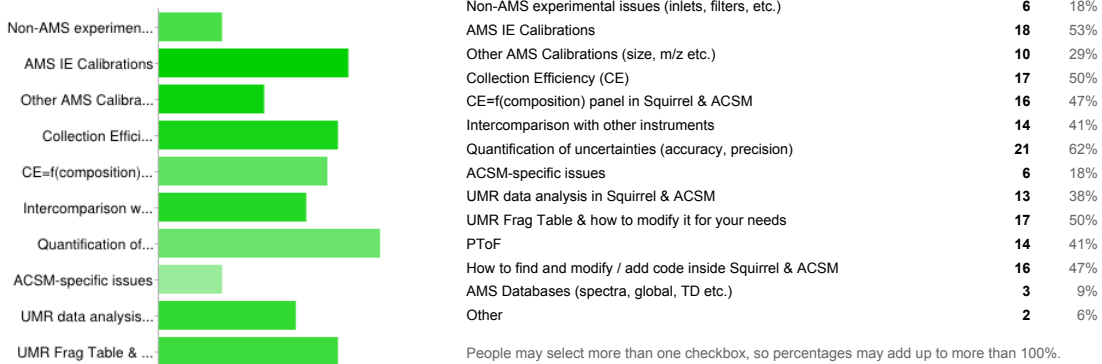 Non-AMS experimen...
AMS IE Calibrations
Other AMS Calibra...
Collection Effici...
CE=f(composition)...
Intercomparison w...
Quantification of...
ACSM-specific issues
UMR data analysis...
UMR Frag Table & ...
Non-AMS experimental issues (inlets, filters, etc.) 6 18%
AMS IE Calibrations 18 53%
Other AMS Calibrations (size, m/z etc.) 10 29%
Collection Efficiency (CE) 17 50%
CE=f(composition) panel in Squirrel & ACSM 16 47%
Intercomparison with other instruments 14 41%
Quantification of uncertainties (accuracy, precision) 21 62%
ACSM-specific issues 6 18%
UMR data analysis in Squirrel & ACSM 13 38%
UMR Frag Table & how to modify it for your needs 17 50%
PToF 14 41%
How to find and modify / add code inside Squirrel & ACSM 16 47%
AMS Databases (spectra, global, TD etc.) 3 9%
Other 2 6%
People may select more than one checkbox, so percentages may add up to more than 100%.